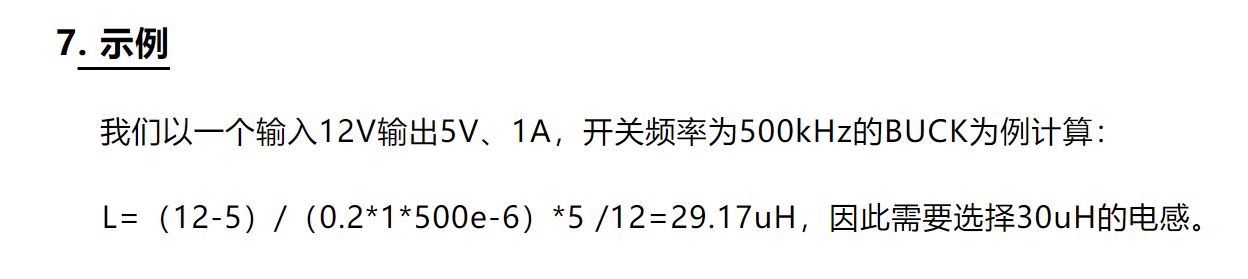 7. 示例
我们以一个输入12V输出5V、1A，开关频率为500kHz的BUCK为例计算：
L=（12-5）/（0.2*1*500e-6）*5 /12=29.17uH，因此需要选择30uH的电感。